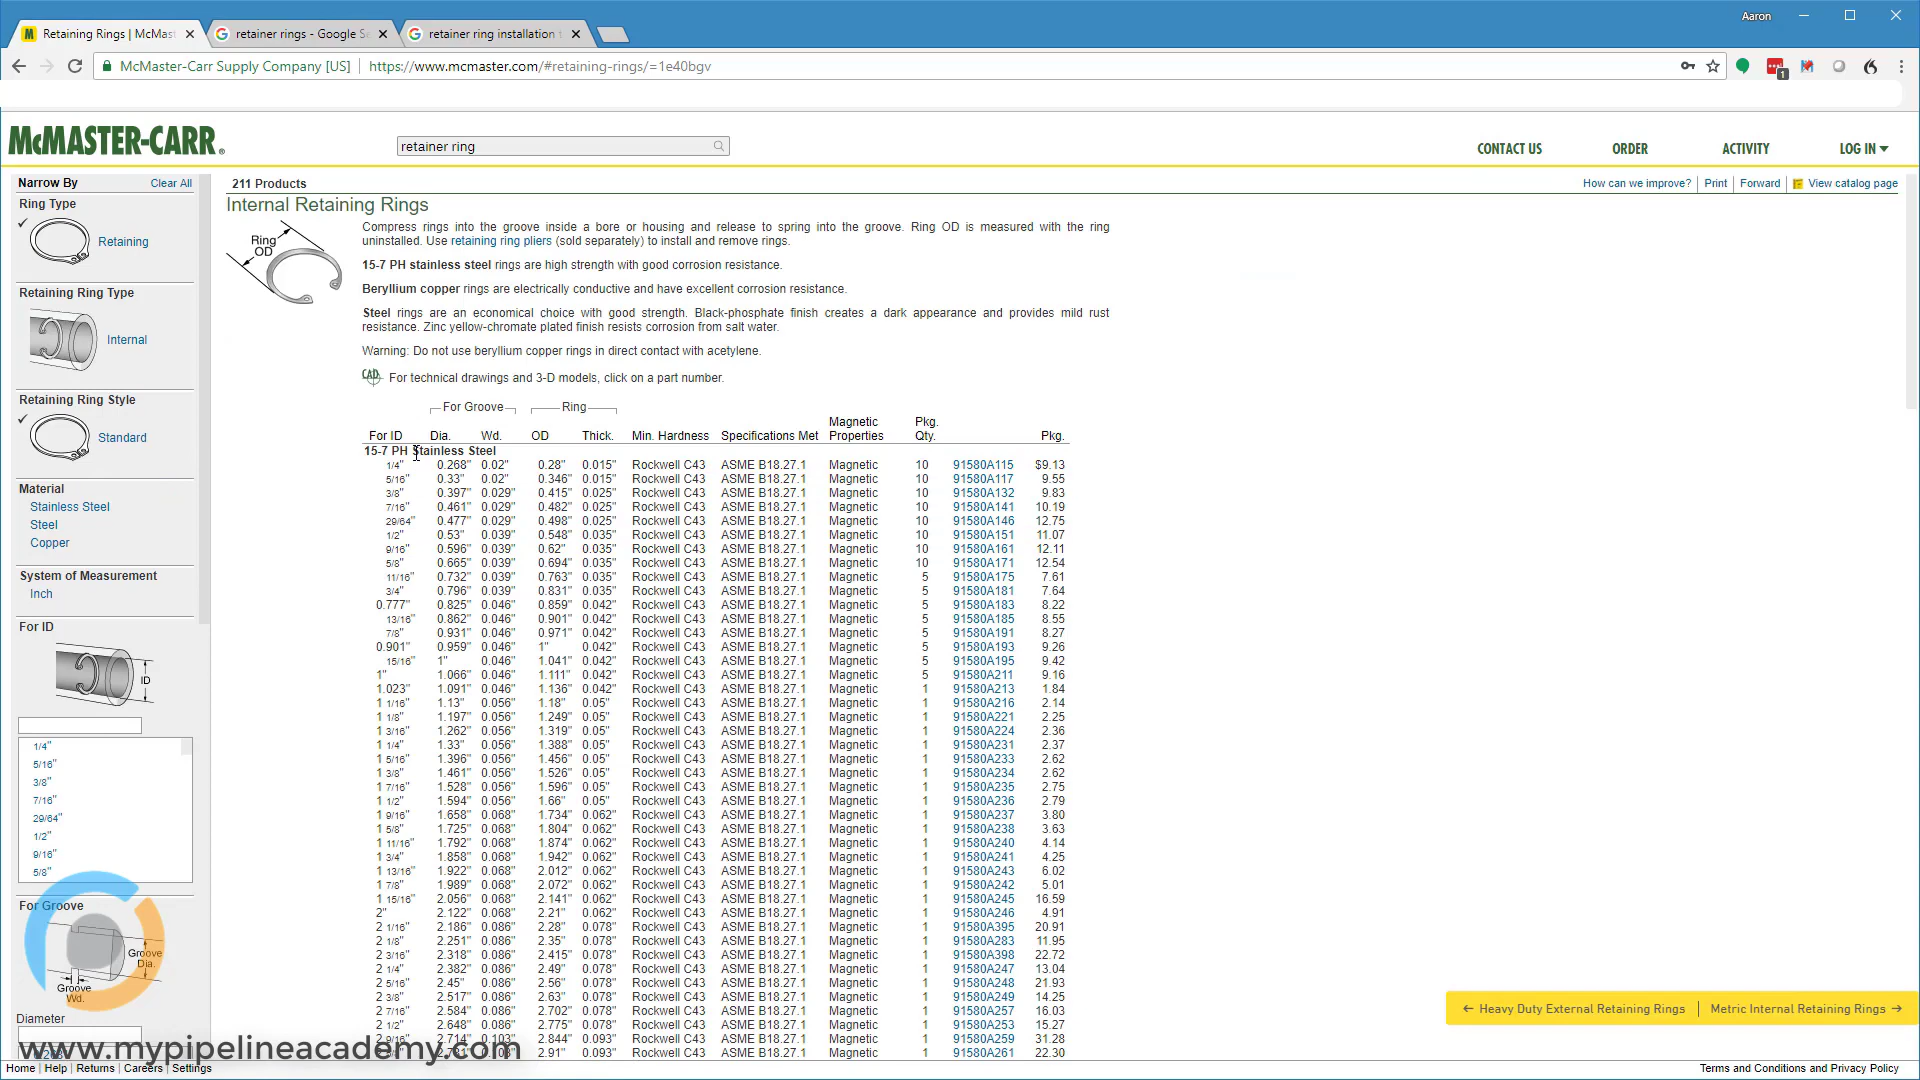 Aaron
Retaining Rings | McMast
retainer rings - Google Se
retainer ring installation t
McMaster-Carr Supply Company [US]
https://www.mcmaster.com/#retaining-rings/=1e40bgv
1
McMASTER-CARR®
retainer ring
CONTACT US
ORDER
ACTIVITY
LOG IN
Narrow By
Clear All
Ring Type
Retaining
Retaining Ring Type
Internal
Retaining Ring Style
Standard
Material
Stainless Steel
Steel
Copper
System of Measurement
Inch
For ID
ID
1/4"
5/16"
3/8"
7/16"
29/64"
1/2"
9/16"
5/8"
For Groove
Groove Dia.
Groove Wd.
Diameter
211 Products
How can we improve? | Print | Forward | View catalog page
Internal Retaining Rings
Ring OD
Compress rings into the groove inside a bore or housing and release to spring into the groove. Ring OD is measured with the ring
uninstalled. Use retaining ring pliers (sold separately) to install and remove rings.
15-7 PH stainless steel rings are high strength with good corrosion resistance.
Beryllium copper rings are electrically conductive and have excellent corrosion resistance.
Steel rings are an economical choice with good strength. Black-phosphate finish creates a dark appearance and provides mild rust
resistance. Zinc yellow-chromate plated finish resists corrosion from salt water.
Warning: Do not use beryllium copper rings in direct contact with acetylene.
CAD For technical drawings and 3-D models, click on a part number.
For Groove Ring
Magnetic Pkg.
For ID Dia. Wd. OD Thick. Min. Hardness Specifications Met Properties Qty. Pkg.
15-7 PH Stainless Steel
1/4" 0.268" 0.02" 0.28" 0.015" Rockwell C43 ASME B18.27.1 Magnetic 10 91580A115 $9.13
5/16" 0.33" 0.02" 0.346" 0.015" Rockwell C43 ASME B18.27.1 Magnetic 10 91580A117 9.55
3/8" 0.397" 0.029" 0.415" 0.025" Rockwell C43 ASME B18.27.1 Magnetic 10 91580A132 9.83
7/16" 0.461" 0.029" 0.482" 0.025" Rockwell C43 ASME B18.27.1 Magnetic 10 91580A141 10.19
29/64" 0.477" 0.029" 0.498" 0.025" Rockwell C43 ASME B18.27.1 Magnetic 10 91580A146 12.75
1/2" 0.53" 0.039" 0.548" 0.035" Rockwell C43 ASME B18.27.1 Magnetic 10 91580A151 11.07
9/16" 0.596" 0.039" 0.62" 0.035" Rockwell C43 ASME B18.27.1 Magnetic 10 91580A161 12.11
5/8" 0.665" 0.039" 0.694" 0.035" Rockwell C43 ASME B18.27.1 Magnetic 10 91580A171 12.54
11/16" 0.732" 0.039" 0.763" 0.035" Rockwell C43 ASME B18.27.1 Magnetic 5 91580A175 7.61
3/4" 0.796" 0.039" 0.831" 0.035" Rockwell C43 ASME B18.27.1 Magnetic 5 91580A181 7.64
0.777" 0.825" 0.046" 0.859" 0.042" Rockwell C43 ASME B18.27.1 Magnetic 5 91580A183 8.22
13/16" 0.862" 0.046" 0.901" 0.042" Rockwell C43 ASME B18.27.1 Magnetic 5 91580A185 8.55
7/8" 0.931" 0.046" 0.971" 0.042" Rockwell C43 ASME B18.27.1 Magnetic 5 91580A191 8.27
0.901" 0.959" 0.046" 1" 0.042" Rockwell C43 ASME B18.27.1 Magnetic 5 91580A193 9.26
15/16" 1" 0.046" 1.041" 0.042" Rockwell C43 ASME B18.27.1 Magnetic 5 91580A195 9.42
1" 1.066" 0.046" 1.111" 0.042" Rockwell C43 ASME B18.27.1 Magnetic 5 91580A211 9.16
1.023" 1.091" 0.046" 1.136" 0.042" Rockwell C43 ASME B18.27.1 Magnetic 1 91580A213 1.84
1 1/16" 1.13" 0.056" 1.18" 0.05" Rockwell C43 ASME B18.27.1 Magnetic 1 91580A216 2.14
1 1/8" 1.197" 0.056" 1.249" 0.05" Rockwell C43 ASME B18.27.1 Magnetic 1 91580A221 2.25
1 3/16" 1.262" 0.056" 1.319" 0.05" Rockwell C43 ASME B18.27.1 Magnetic 1 91580A224 2.36
1 1/4" 1.33" 0.056" 1.388" 0.05" Rockwell C43 ASME B18.27.1 Magnetic 1 91580A231 2.37
1 5/16" 1.396" 0.056" 1.456" 0.05" Rockwell C43 ASME B18.27.1 Magnetic 1 91580A233 2.62
1 3/8" 1.461" 0.056" 1.526" 0.05" Rockwell C43 ASME B18.27.1 Magnetic 1 91580A234 2.62
1 7/16" 1.528" 0.056" 1.596" 0.05" Rockwell C43 ASME B18.27.1 Magnetic 1 91580A235 2.75
1 1/2" 1.594" 0.056" 1.66" 0.05" Rockwell C43 ASME B18.27.1 Magnetic 1 91580A236 2.79
1 9/16" 1.658" 0.068" 1.734" 0.062" Rockwell C43 ASME B18.27.1 Magnetic 1 91580A237 3.80
1 5/8" 1.725" 0.068" 1.804" 0.062" Rockwell C43 ASME B18.27.1 Magnetic 1 91580A238 3.63
1 11/16" 1.792" 0.068" 1.874" 0.062" Rockwell C43 ASME B18.27.1 Magnetic 1 91580A240 4.14
1 3/4" 1.858" 0.068" 1.942" 0.062" Rockwell C43 ASME B18.27.1 Magnetic 1 91580A241 4.25
1 13/16" 1.922" 0.068" 2.012" 0.062" Rockwell C43 ASME B18.27.1 Magnetic 1 91580A243 6.02
1 7/8" 1.989" 0.068" 2.072" 0.062" Rockwell C43 ASME B18.27.1 Magnetic 1 91580A242 5.01
1 15/16" 2.056" 0.068" 2.141" 0.062" Rockwell C43 ASME B18.27.1 Magnetic 1 91580A245 16.59
2" 2.122" 0.068" 2.21" 0.062" Rockwell C43 ASME B18.27.1 Magnetic 1 91580A246 4.91
2 1/16" 2.186" 0.086" 2.28" 0.078" Rockwell C43 ASME B18.27.1 Magnetic 1 91580A395 20.91
2 1/8" 2.251" 0.086" 2.35" 0.078" Rockwell C43 ASME B18.27.1 Magnetic 1 91580A283 11.95
2 3/16" 2.318" 0.086" 2.415" 0.078" Rockwell C43 ASME B18.27.1 Magnetic 1 91580A398 22.72
2 1/4" 2.382" 0.086" 2.49" 0.078" Rockwell C43 ASME B18.27.1 Magnetic 1 91580A247 13.04
2 5/16" 2.45" 0.086" 2.56" 0.078" Rockwell C43 ASME B18.27.1 Magnetic 1 91580A248 21.93
2 3/8" 2.517" 0.086" 2.63" 0.078" Rockwell C43 ASME B18.27.1 Magnetic 1 91580A249 14.25
2 7/16" 2.584" 0.086" 2.702" 0.078" Rockwell C43 ASME B18.27.1 Magnetic 1 91580A257 16.03
2 1/2" 2.648" 0.086" 2.775" 0.078" Rockwell C43 ASME B18.27.1 Magnetic 1 91580A253 15.27
2 9/16" 2.714" 0.103" 2.844" 0.093" Rockwell C43 ASME B18.27.1 Magnetic 1 91580A259 31.28
2.91" 0.093" Rockwell C43 ASME B18.27.1 Magnetic 1 91580A261 22.30
← Heavy Duty External Retaining Rings | Metric Internal Retaining Rings →
www.mypipelineacademy.com
Home | Help | Returns | Careers | Settings
Terms and Conditions and Privacy Policy